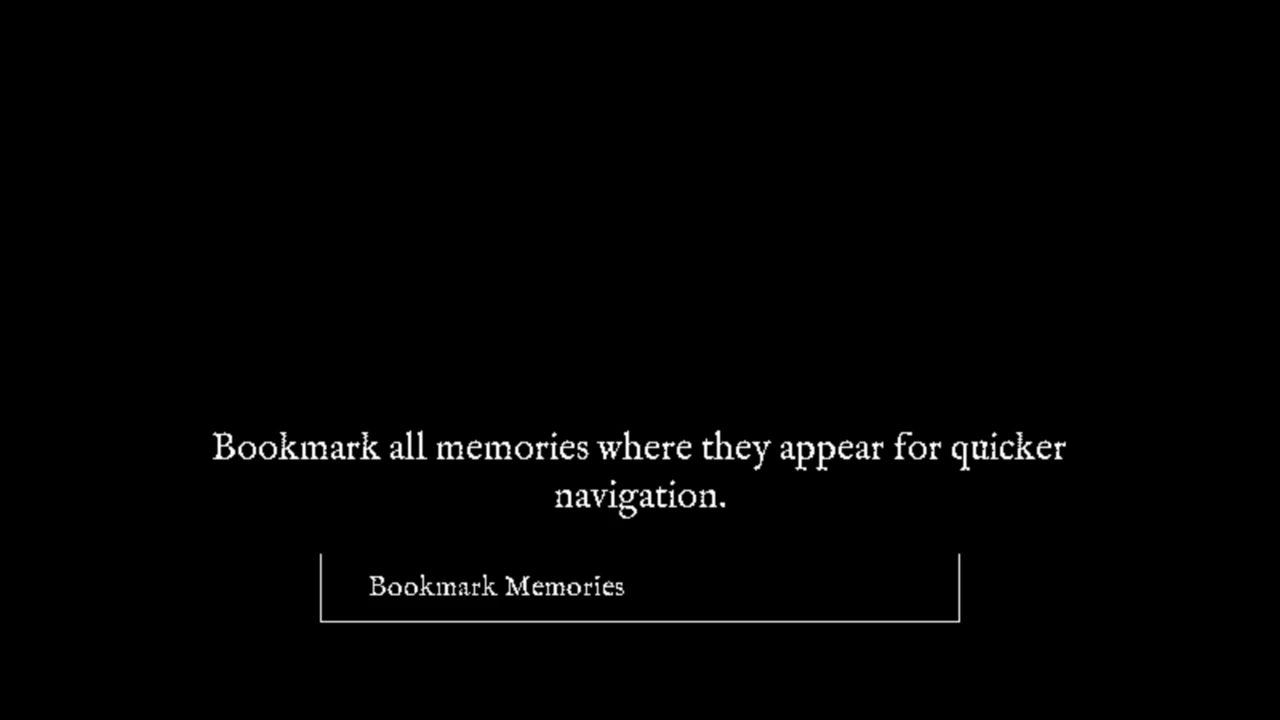 Bookmark all memories where they appear for quicker
navigation.
Bookmark Memories